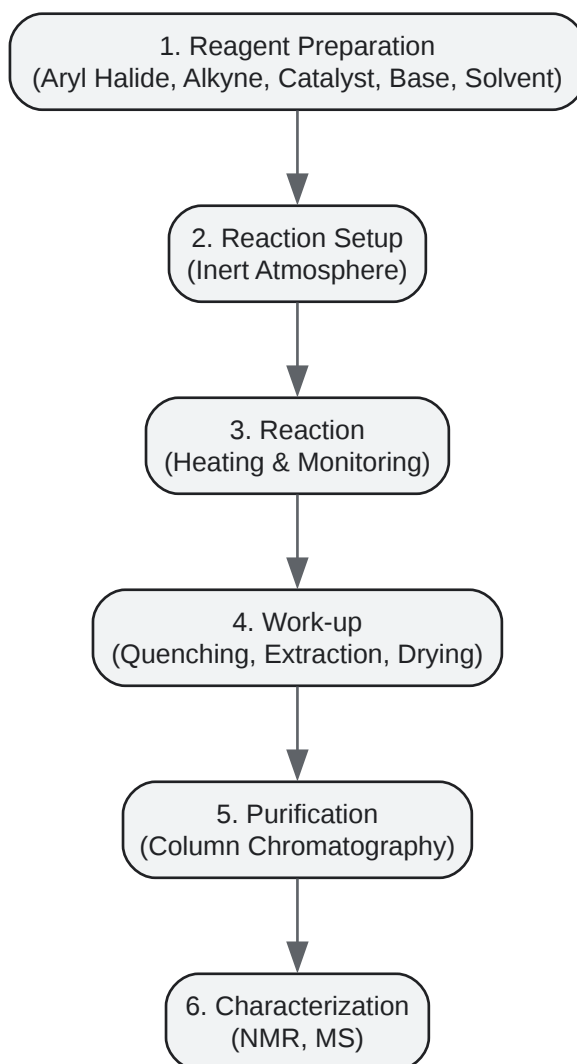 1. Reagent Preparation
(Aryl Halide, Alkyne, Catalyst, Base, Solvent)
2. Reaction Setup
(Inert Atmosphere)
3. Reaction
(Heating & Monitoring)
4. Work-up
(Quenching, Extraction, Drying)
5. Purification
(Column Chromatography)
6. Characterization
(NMR, MS)